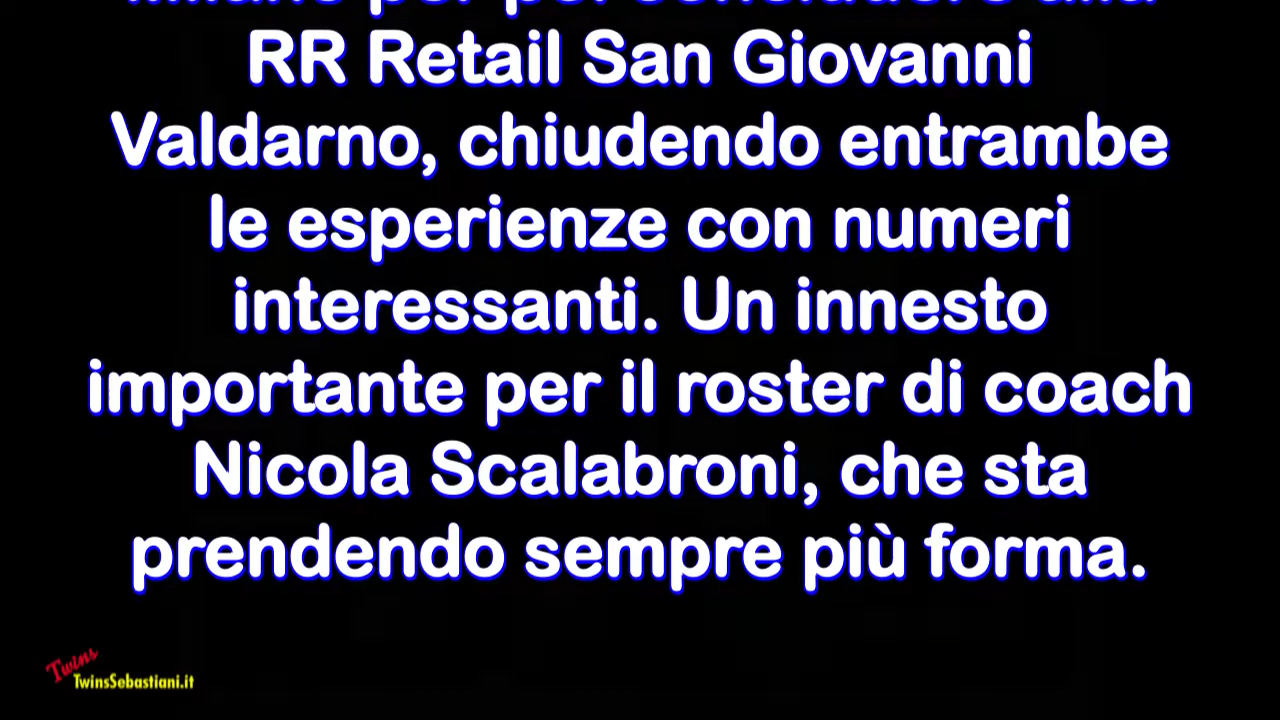 RR Retail San Giovanni
Valdarno, chiudendo entrambe
le esperienze con numeri
interessanti. Un innesto
importante per il roster di coach
Nicola Scalabroni, che sta
prendendo sempre più forma.
Twins
TwinsSebastiani.it